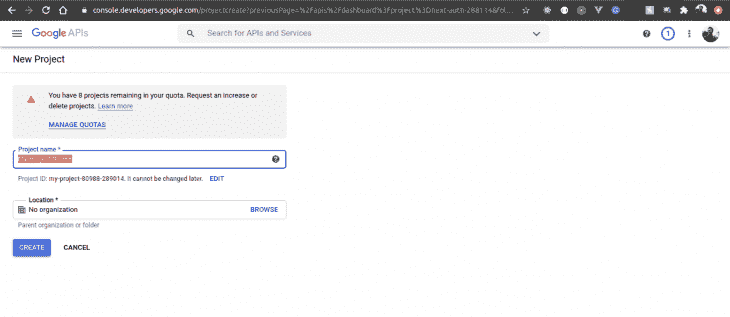 console.developers.google.com/projectcreate?previousPage=%2Fapis%2Fdashboard%3Fproject%3Dnext-auth-288114&fol...
Google APIs
Search for APIs and Services
1
New Project
You have 8 projects remaining in your quota. Request an increase or
delete projects. Learn more
MANAGE QUOTAS
Project name *
Project ID: my-project-80988-289014. It cannot be changed later. EDIT
Location *
No organization BROWSE
Parent organization or folder
CREATE CANCEL